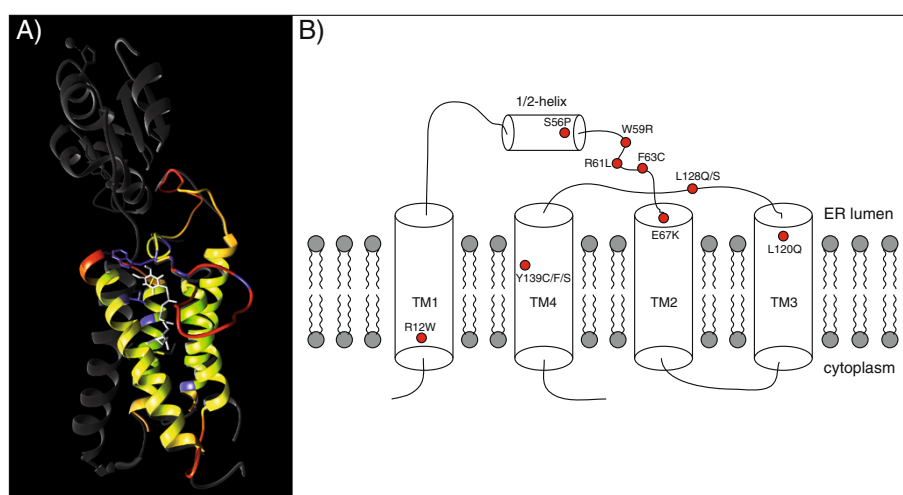 A)
B)
1/2-helix
S56P
W59R
R61L
F63C
L128Q/S
ER lumen
E67K
L120Q
Y139C/F/S
TM1
TM4
TM2
TM3
R12W
cytoplasm